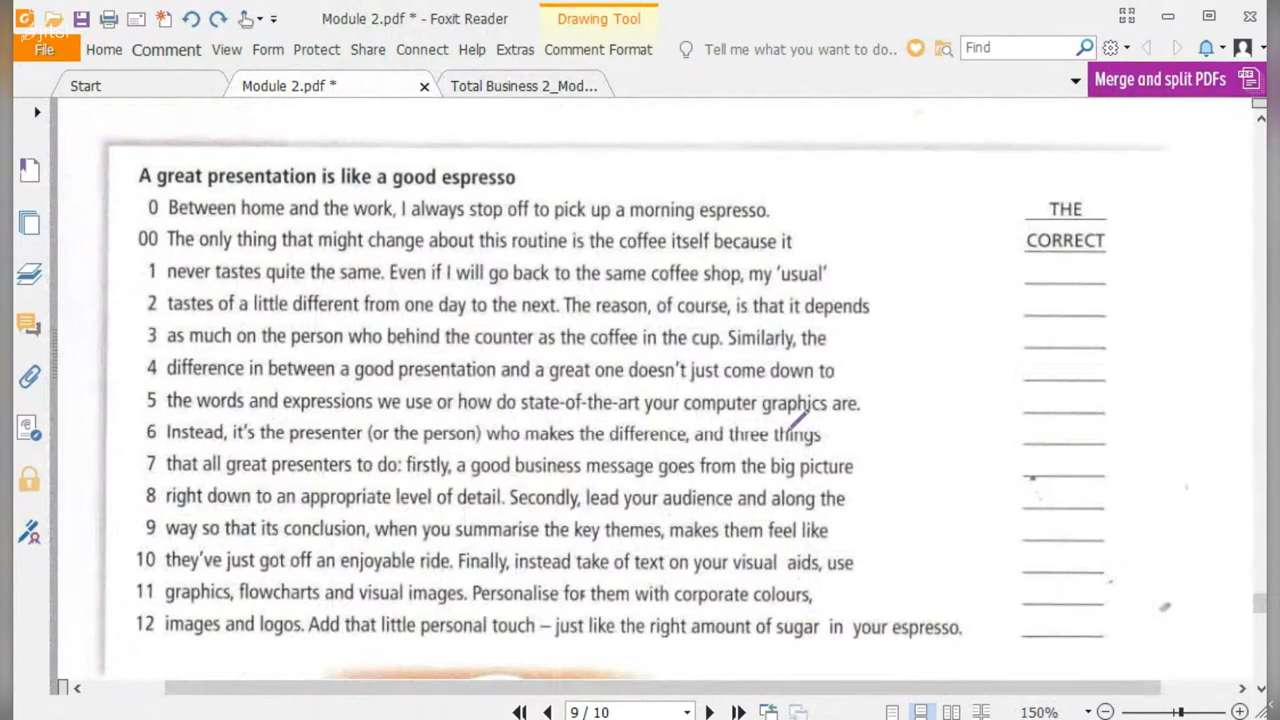 Module 2.pdf * - Foxit Reader
Drawing Tool
Jitsi
File Home Comment View Form Protect Share Connect Help Extras Comment Format Tell me what you want to do.. Find
Start Module 2.pdf * Total Business 2_Mod... Merge and split PDFs
A great presentation is like a good espresso
0 Between home and the work, I always stop off to pick up a morning espresso. THE
00 The only thing that might change about this routine is the coffee itself because it CORRECT
1 never tastes quite the same. Even if I will go back to the same coffee shop, my 'usual'
2 tastes of a little different from one day to the next. The reason, of course, is that it depends
3 as much on the person who behind the counter as the coffee in the cup. Similarly, the
4 difference in between a good presentation and a great one doesn't just come down to
5 the words and expressions we use or how do state-of-the-art your computer graphics are.
6 Instead, it's the presenter (or the person) who makes the difference, and three things
7 that all great presenters to do: firstly, a good business message goes from the big picture
8 right down to an appropriate level of detail. Secondly, lead your audience and along the
9 way so that its conclusion, when you summarise the key themes, makes them feel like
10 they've just got off an enjoyable ride. Finally, instead take of text on your visual aids, use
11 graphics, flowcharts and visual images. Personalise for them with corporate colours,
12 images and logos. Add that little personal touch – just like the right amount of sugar in your espresso.
9 / 10 150%